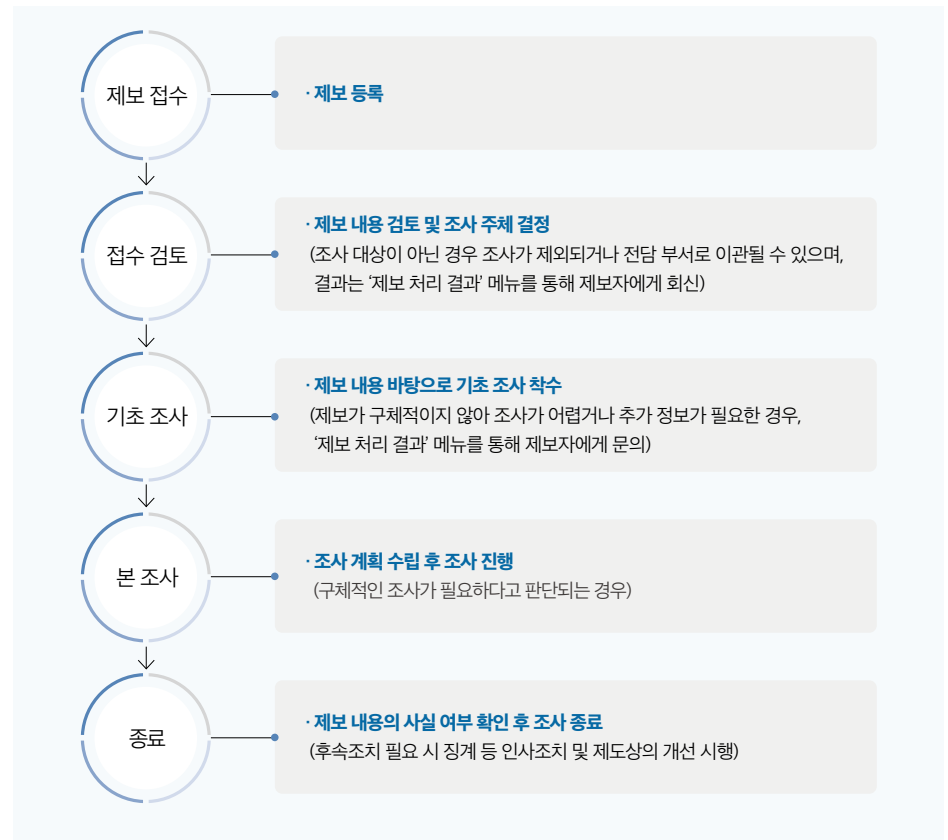 제보 접수
· 제보 등록
접수 검토
· 제보 내용 검토 및 조사 주체 결정
(조사 대상이 아닌 경우 조사가 제외되거나 전담 부서로 이관될 수 있으며,
결과는 ‘제보 처리 결과’ 메뉴를 통해 제보자에게 회신)
기초 조사
· 제보 내용 바탕으로 기초 조사 착수
(제보가 구체적이지 않아 조사가 어렵거나 추가 정보가 필요한 경우,
‘제보 처리 결과’ 메뉴를 통해 제보자에게 문의)
본 조사
· 조사 계획 수립 후 조사 진행
(구체적인 조사가 필요하다고 판단되는 경우)
종료
· 제보 내용의 사실 여부 확인 후 조사 종료
(후속조치 필요 시 징계 등 인사조치 및 제도상의 개선 시행)